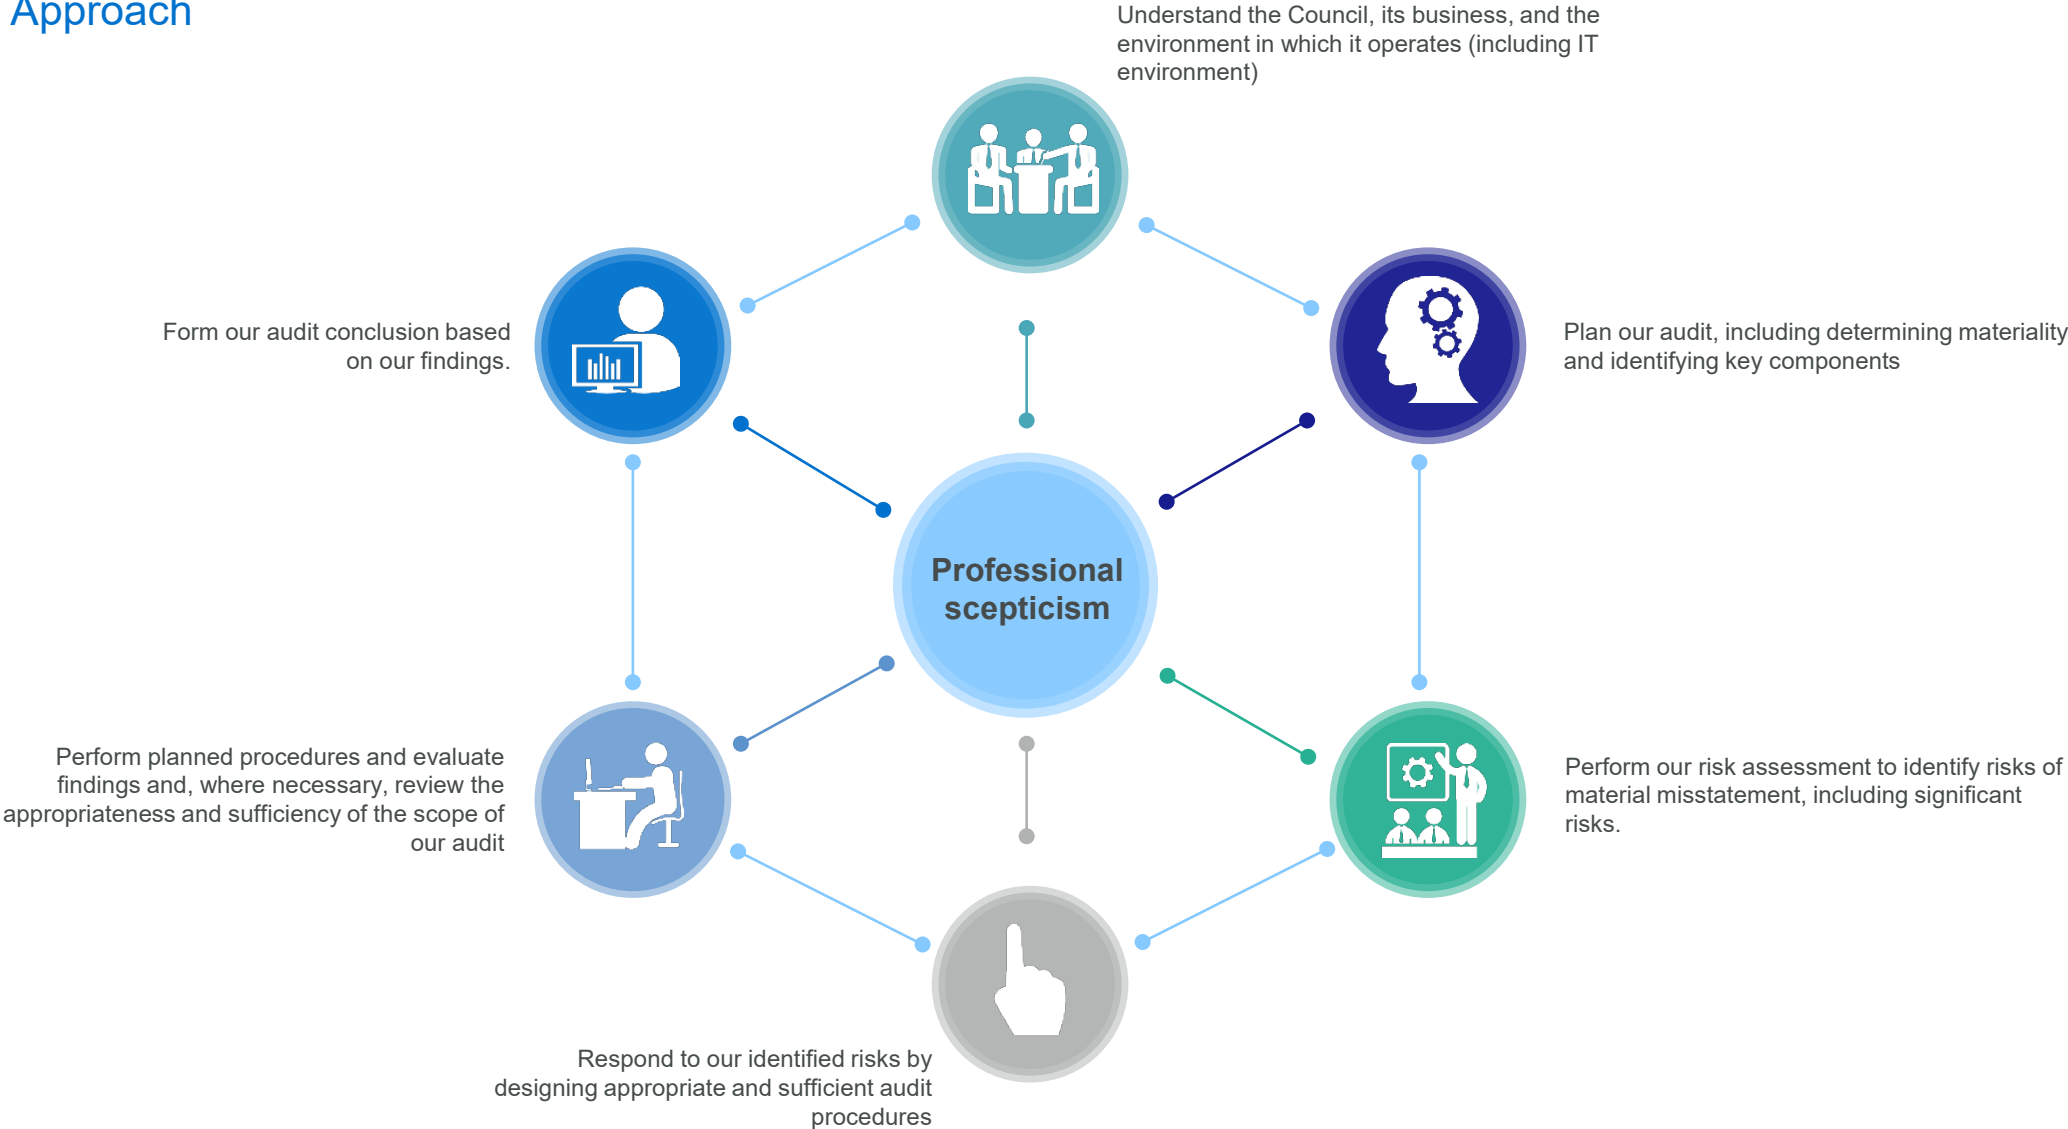 Approach
Understand the Council, its business, and the
environment in which it operates (including IT
environment)
Plan our audit, including determining materiality
and identifying key components
Perform our risk assessment to identify risks of
material misstatement, including significant
risks.
Respond to our identified risks by
designing appropriate and sufficient audit
procedures
Perform planned procedures and evaluate
findings and, where necessary, review the
appropriateness and sufficiency of the scope of
our audit
Form our audit conclusion based
on our findings.
Professional
scepticism